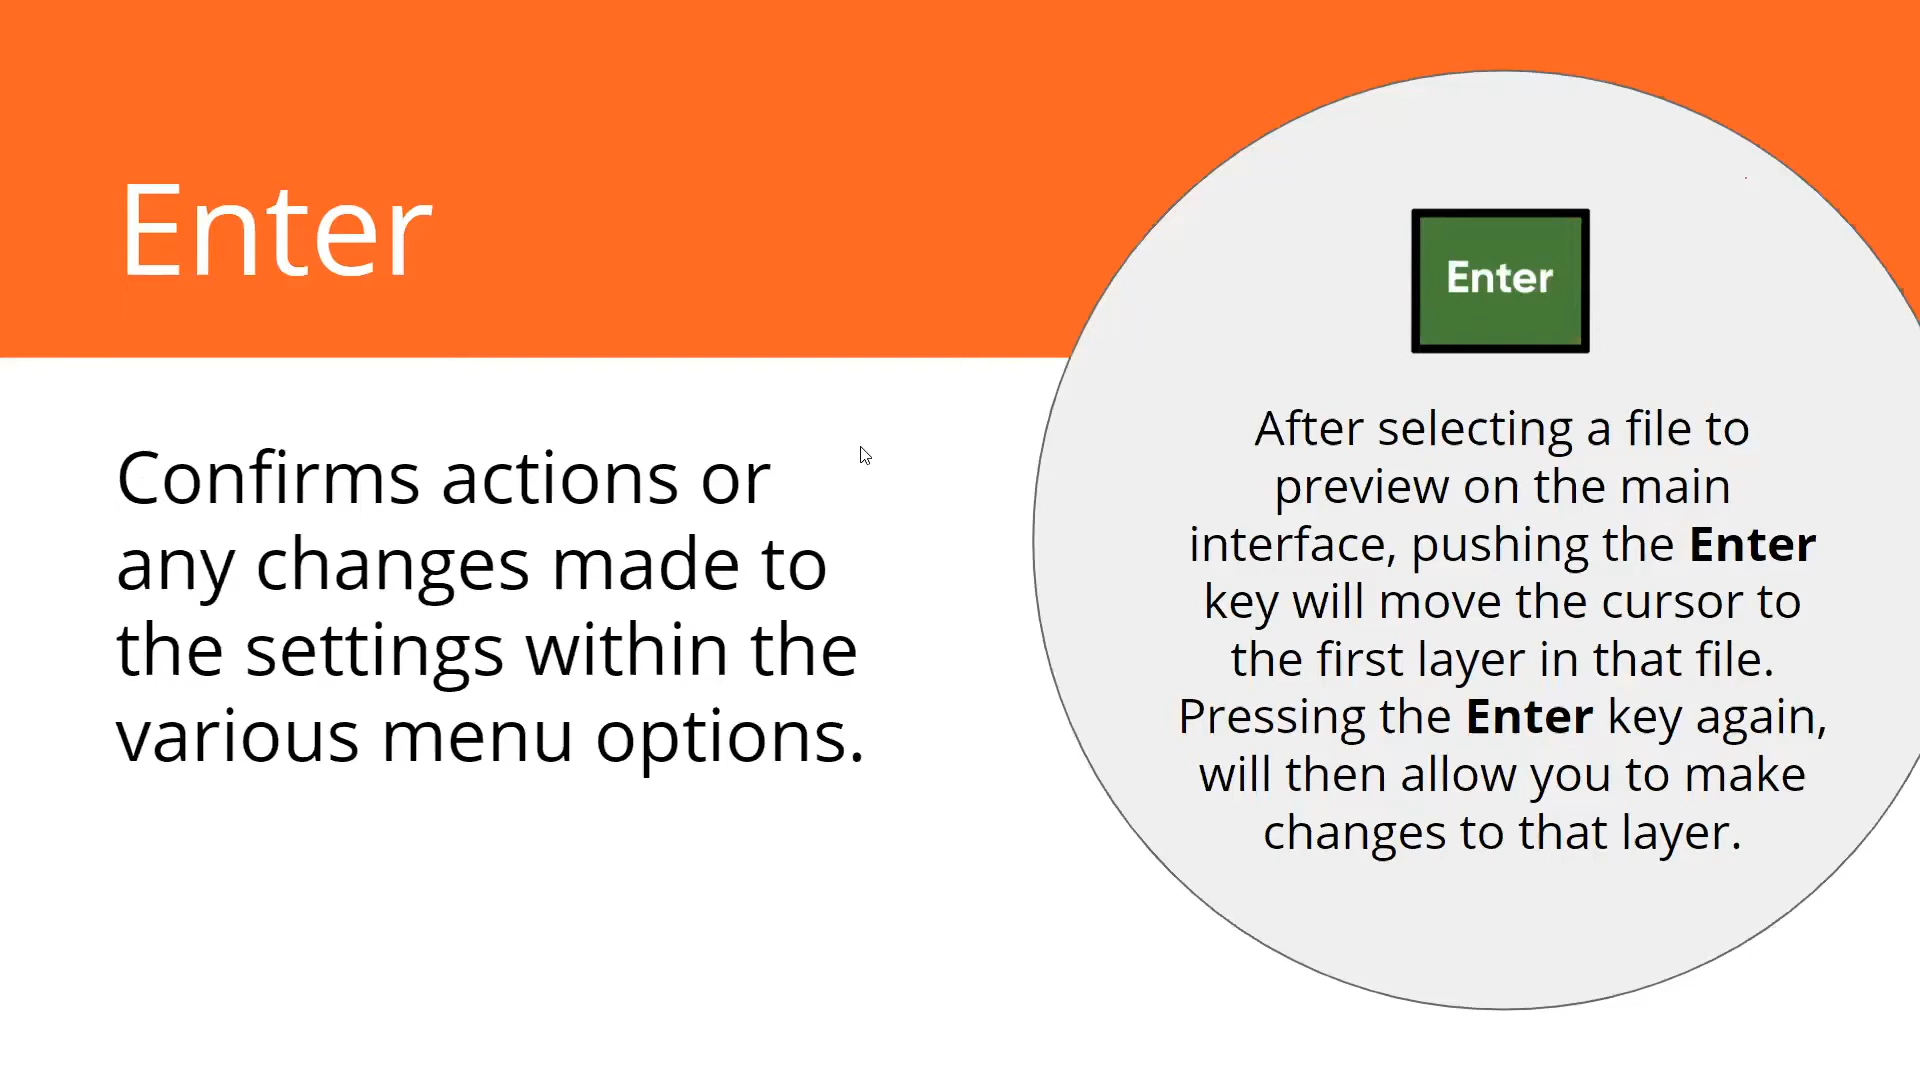 Enter
Confirms actions or
any changes made to
the settings within the
various menu options.
Enter
After selecting a file to
preview on the main
interface, pushing the Enter
key will move the cursor to
the first layer in that file.
Pressing the Enter key again,
will then allow you to make
changes to that layer.